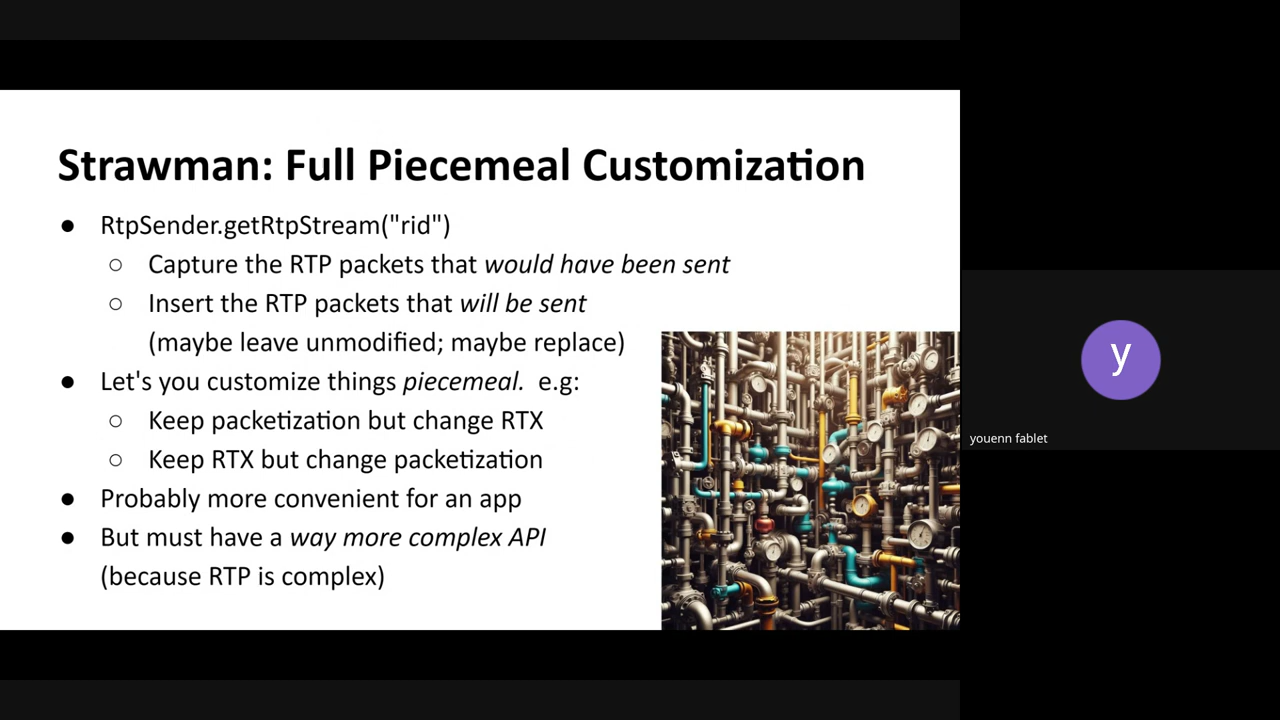 Strawman: Full Piecemeal Customization
● RtpSender.getRtpStream("rid")
○ Capture the RTP packets that would have been sent
○ Insert the RTP packets that will be sent
(maybe leave unmodified; maybe replace)
● Let's you customize things piecemeal. e.g:
○ Keep packetization but change RTX
○ Keep RTX but change packetization
● Probably more convenient for an app
● But must have a way more complex API
(because RTP is complex)
y
youenn fablet